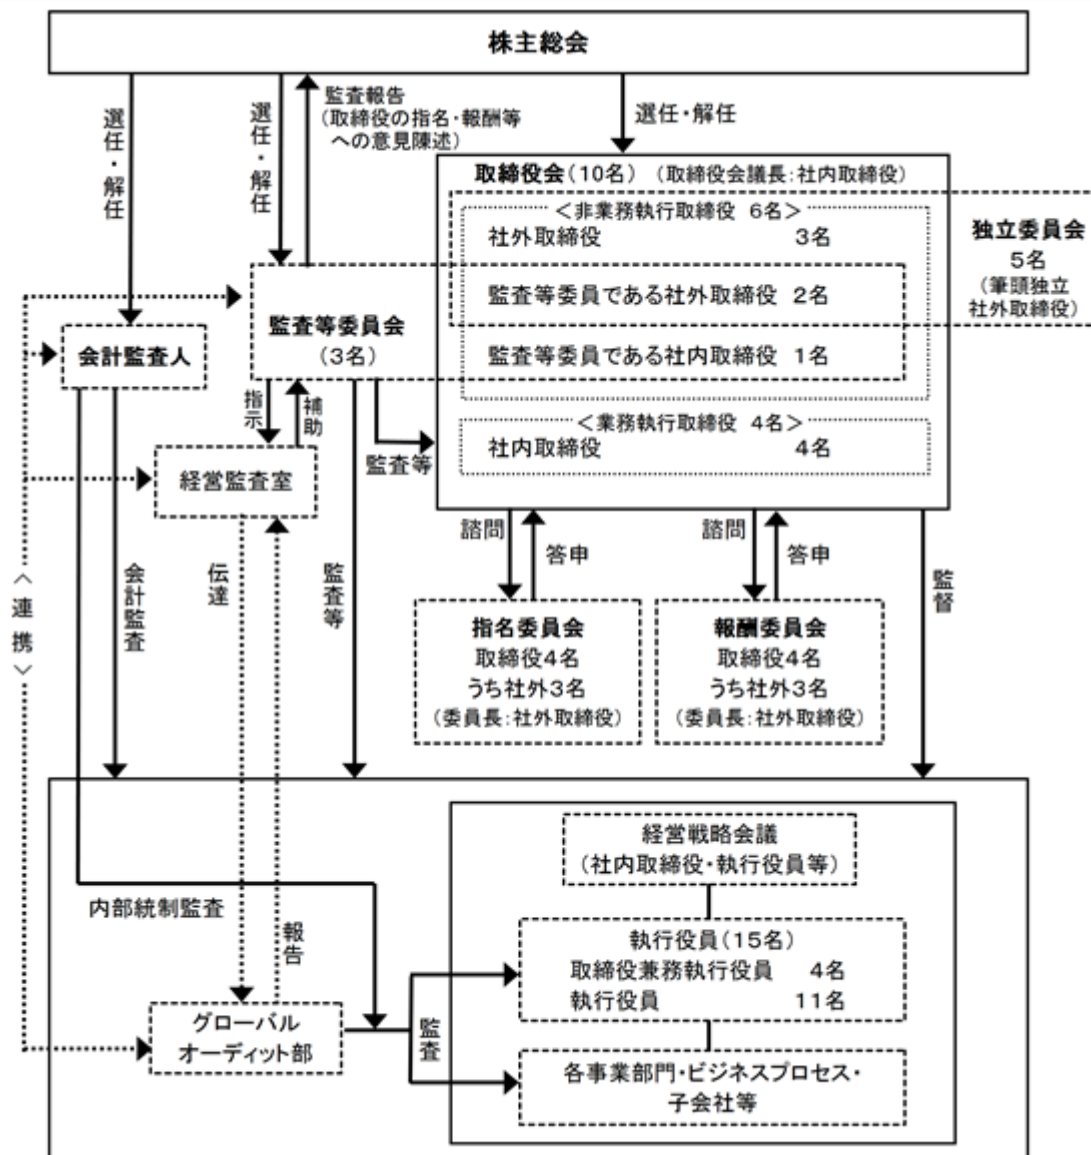 株主総会
選任・解任
選任・解任
監査報告
(取締役の指名・報酬等
への意見陳述)
選任・解任
取締役会(10名) (取締役会議長:社内取締役)
<非業務執行取締役 6名>
社外取締役 3名
監査等委員である社外取締役 2名
監査等委員である社内取締役 1名
<業務執行取締役 4名>
社内取締役 4名
独立委員会
5名
(筆頭独立
社外取締役)
監査等委員会
(3名)
会計監査人
指示
補助
監査等
経営監査室
<連携>
会計監査
伝達
監査等
諮問
答申
諮問
答申
監督
指名委員会
取締役4名
うち社外3名
(委員長:社外取締役)
報酬委員会
取締役4名
うち社外3名
(委員長:社外取締役)
経営戦略会議
(社内取締役・執行役員等)
内部統制監査
報告
執行役員(15名)
取締役兼務執行役員 4名
執行役員 11名
グローバル
オーディット部
監査
各事業部門・ビジネスプロセス・
子会社等